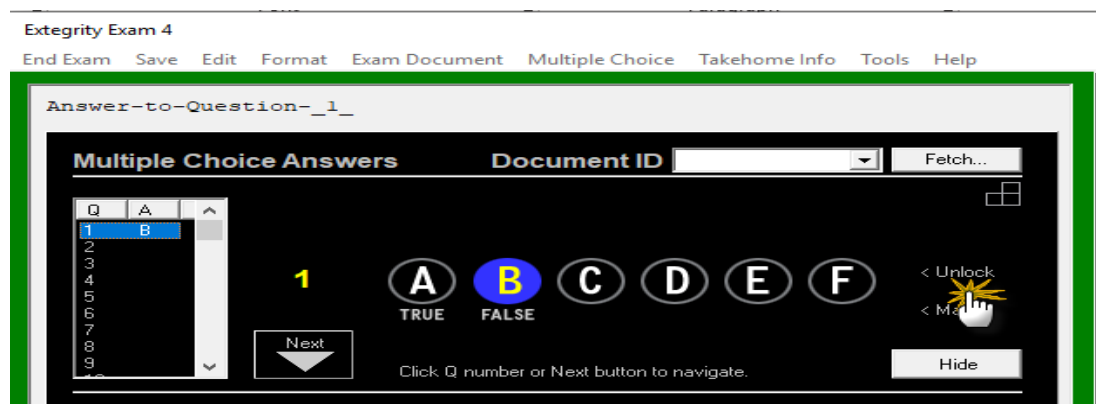 Extegrity Exam 4
End Exam Save Edit Format Exam Document Multiple Choice Takehome Info Tools Help
Answer-to-Question-_1_
Multiple Choice Answers Document ID Fetch...
Q A
1 B
2
3
4
5
6
7
8
9
1
A B C D E F
TRUE FALSE
< Unlock
<
Next
Click Q number or Next button to navigate.
Hide